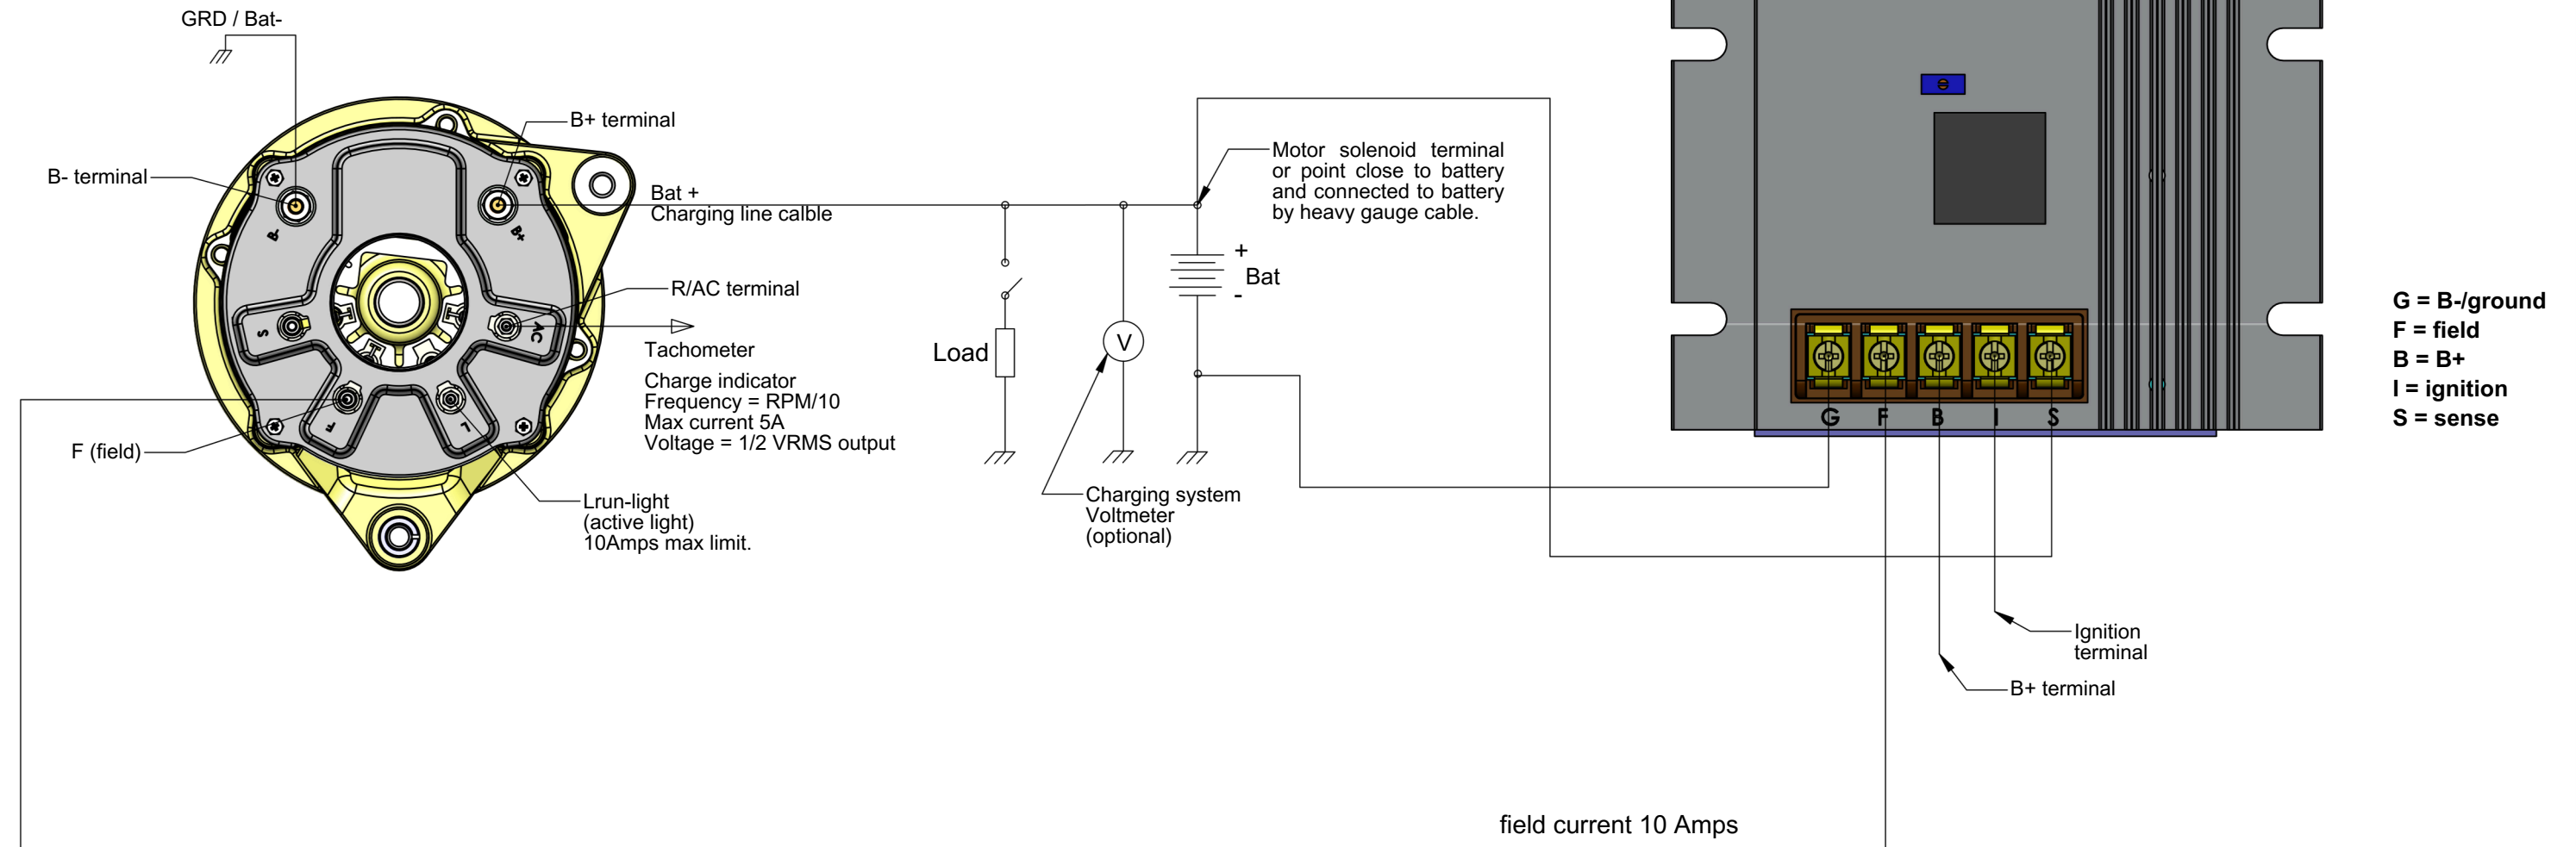 GRD / Bat-
B+ terminal
B- terminal
Bat +
Charging line calble
B-
B+
R/AC terminal
S
AC
Tachometer
Charge indicator
Frequency = RPM/10
Max current 5A
Voltage = 1/2 VRMS output
F
L
F (field)
Lrun-light
(active light)
10Amps max limit.
Motor solenoid terminal
or point close to battery
and connected to battery
by heavy gauge cable.
+
Bat
-
Load
V
Charging system
Voltmeter
(optional)
G F B I S
G = B-/ground
F = field
B = B+
I = ignition
S = sense
Ignition
terminal
B+ terminal
field current 10 Amps